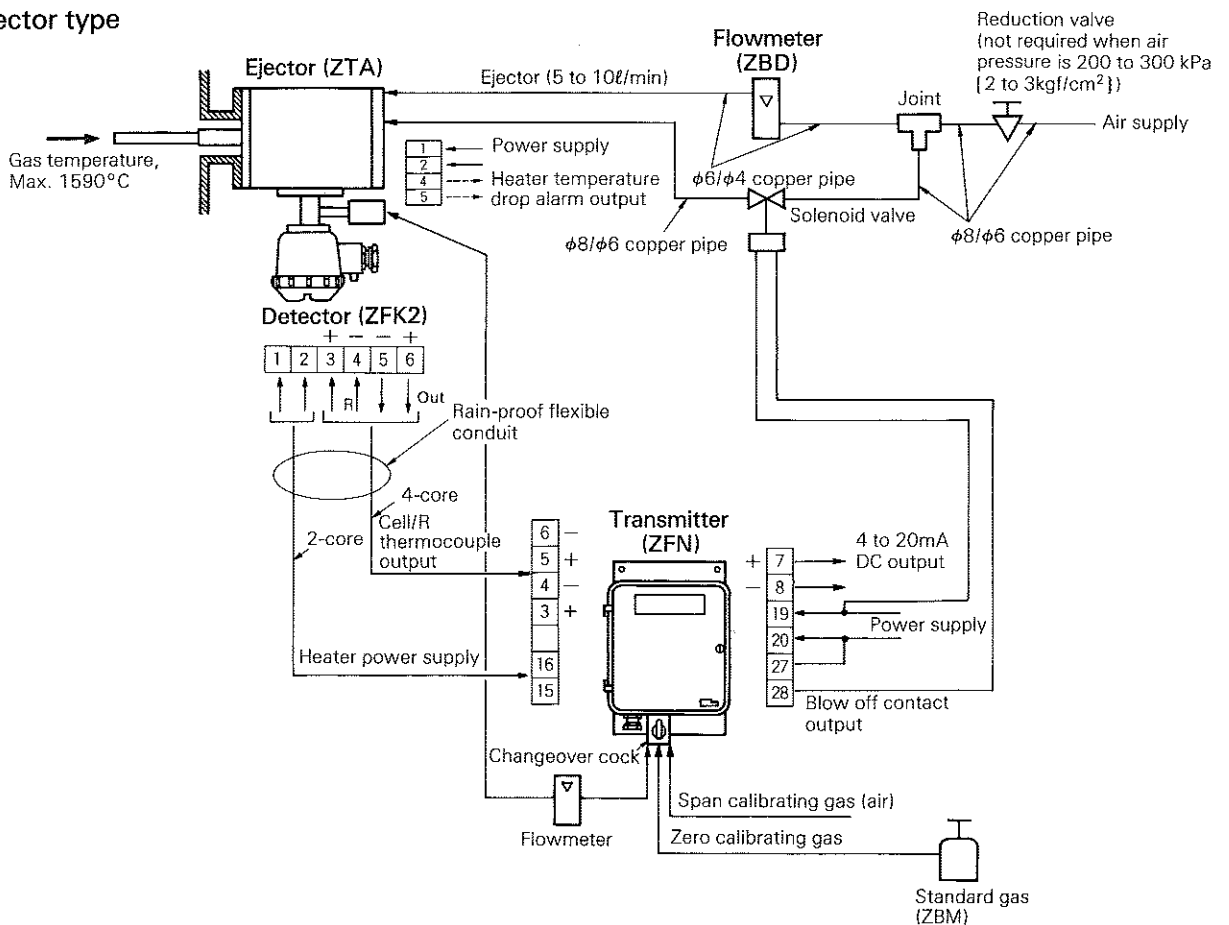 ector type
Ejector (ZTA)
Gas temperature,
Max. 1590°C
Ejector (5 to 10ℓ/min)
Flowmeter
(ZBD)
Reduction valve
(not required when air
pressure is 200 to 300 kPa
{2 to 3kgf/cm²})
Joint
Air supply
1 Power supply
2
4 Heater temperature
5 drop alarm output
φ6/φ4 copper pipe
Solenoid valve
φ8/φ6 copper pipe
φ8/φ6 copper pipe
Detector (ZFK2)
+ − − +
1 2 3 4 5 6
R
Out
Rain-proof flexible
conduit
4-core
Cell/R
thermocouple
output
2-core
Heater power supply
6 −
5 +
4 −
3 +
16
15
Transmitter
(ZFN)
+ 7
− 8
19
20
27
28
4 to 20mA
DC output
Power supply
Blow off contact
output
Changeover cock
Flowmeter
Span calibrating gas (air)
Zero calibrating gas
Standard gas
(ZBM)